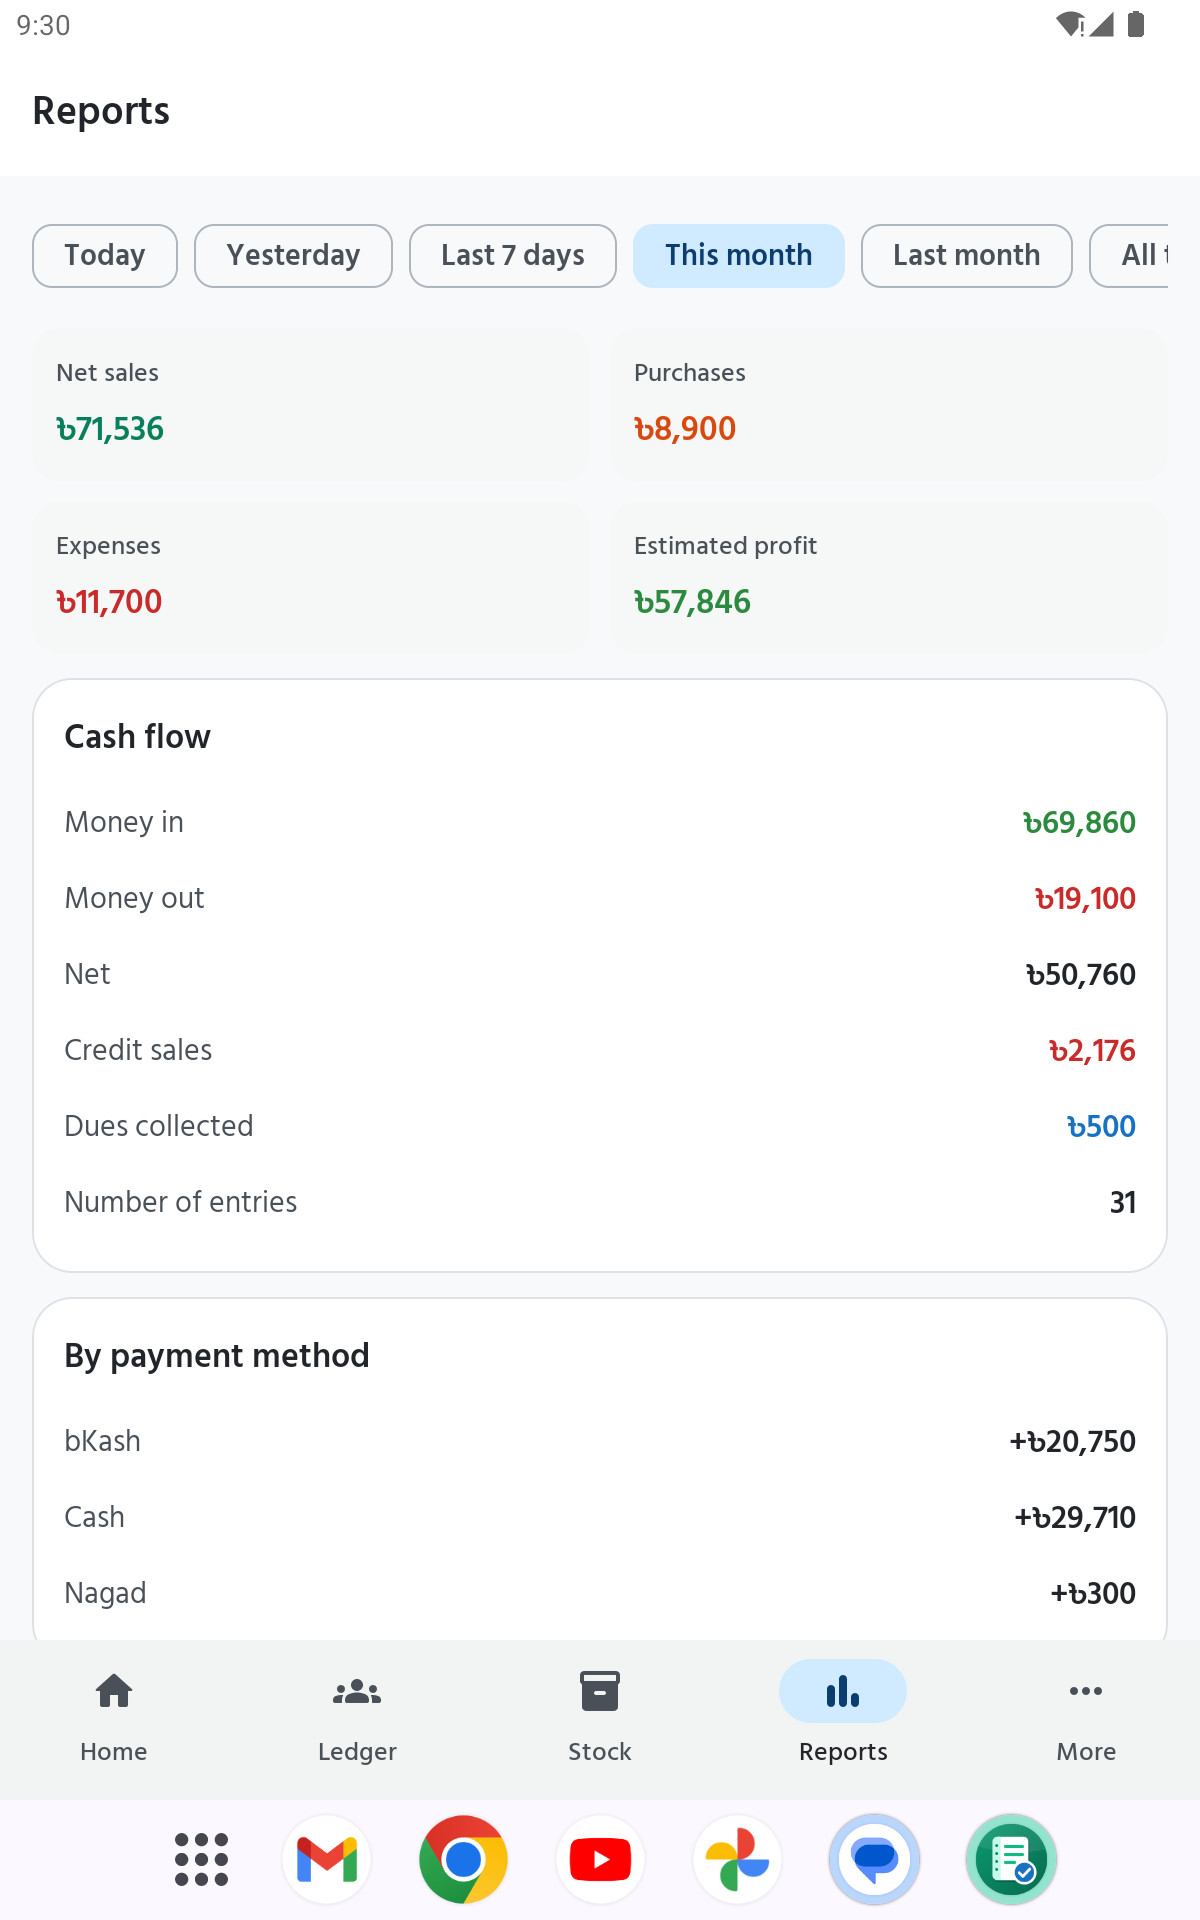 9:30
Reports
Today
Yesterday
Last 7 days
This month
Last month
All
Net sales
৳71,536
Purchases
৳8,900
Expenses
৳11,700
Estimated profit
৳57,846
Cash flow
Money in ৳69,860
Money out ৳19,100
Net ৳50,760
Credit sales ৳2,176
Dues collected ৳500
Number of entries 31
By payment method
bKash +৳20,750
Cash +৳29,710
Nagad +৳300
Home
Ledger
Stock
Reports
More